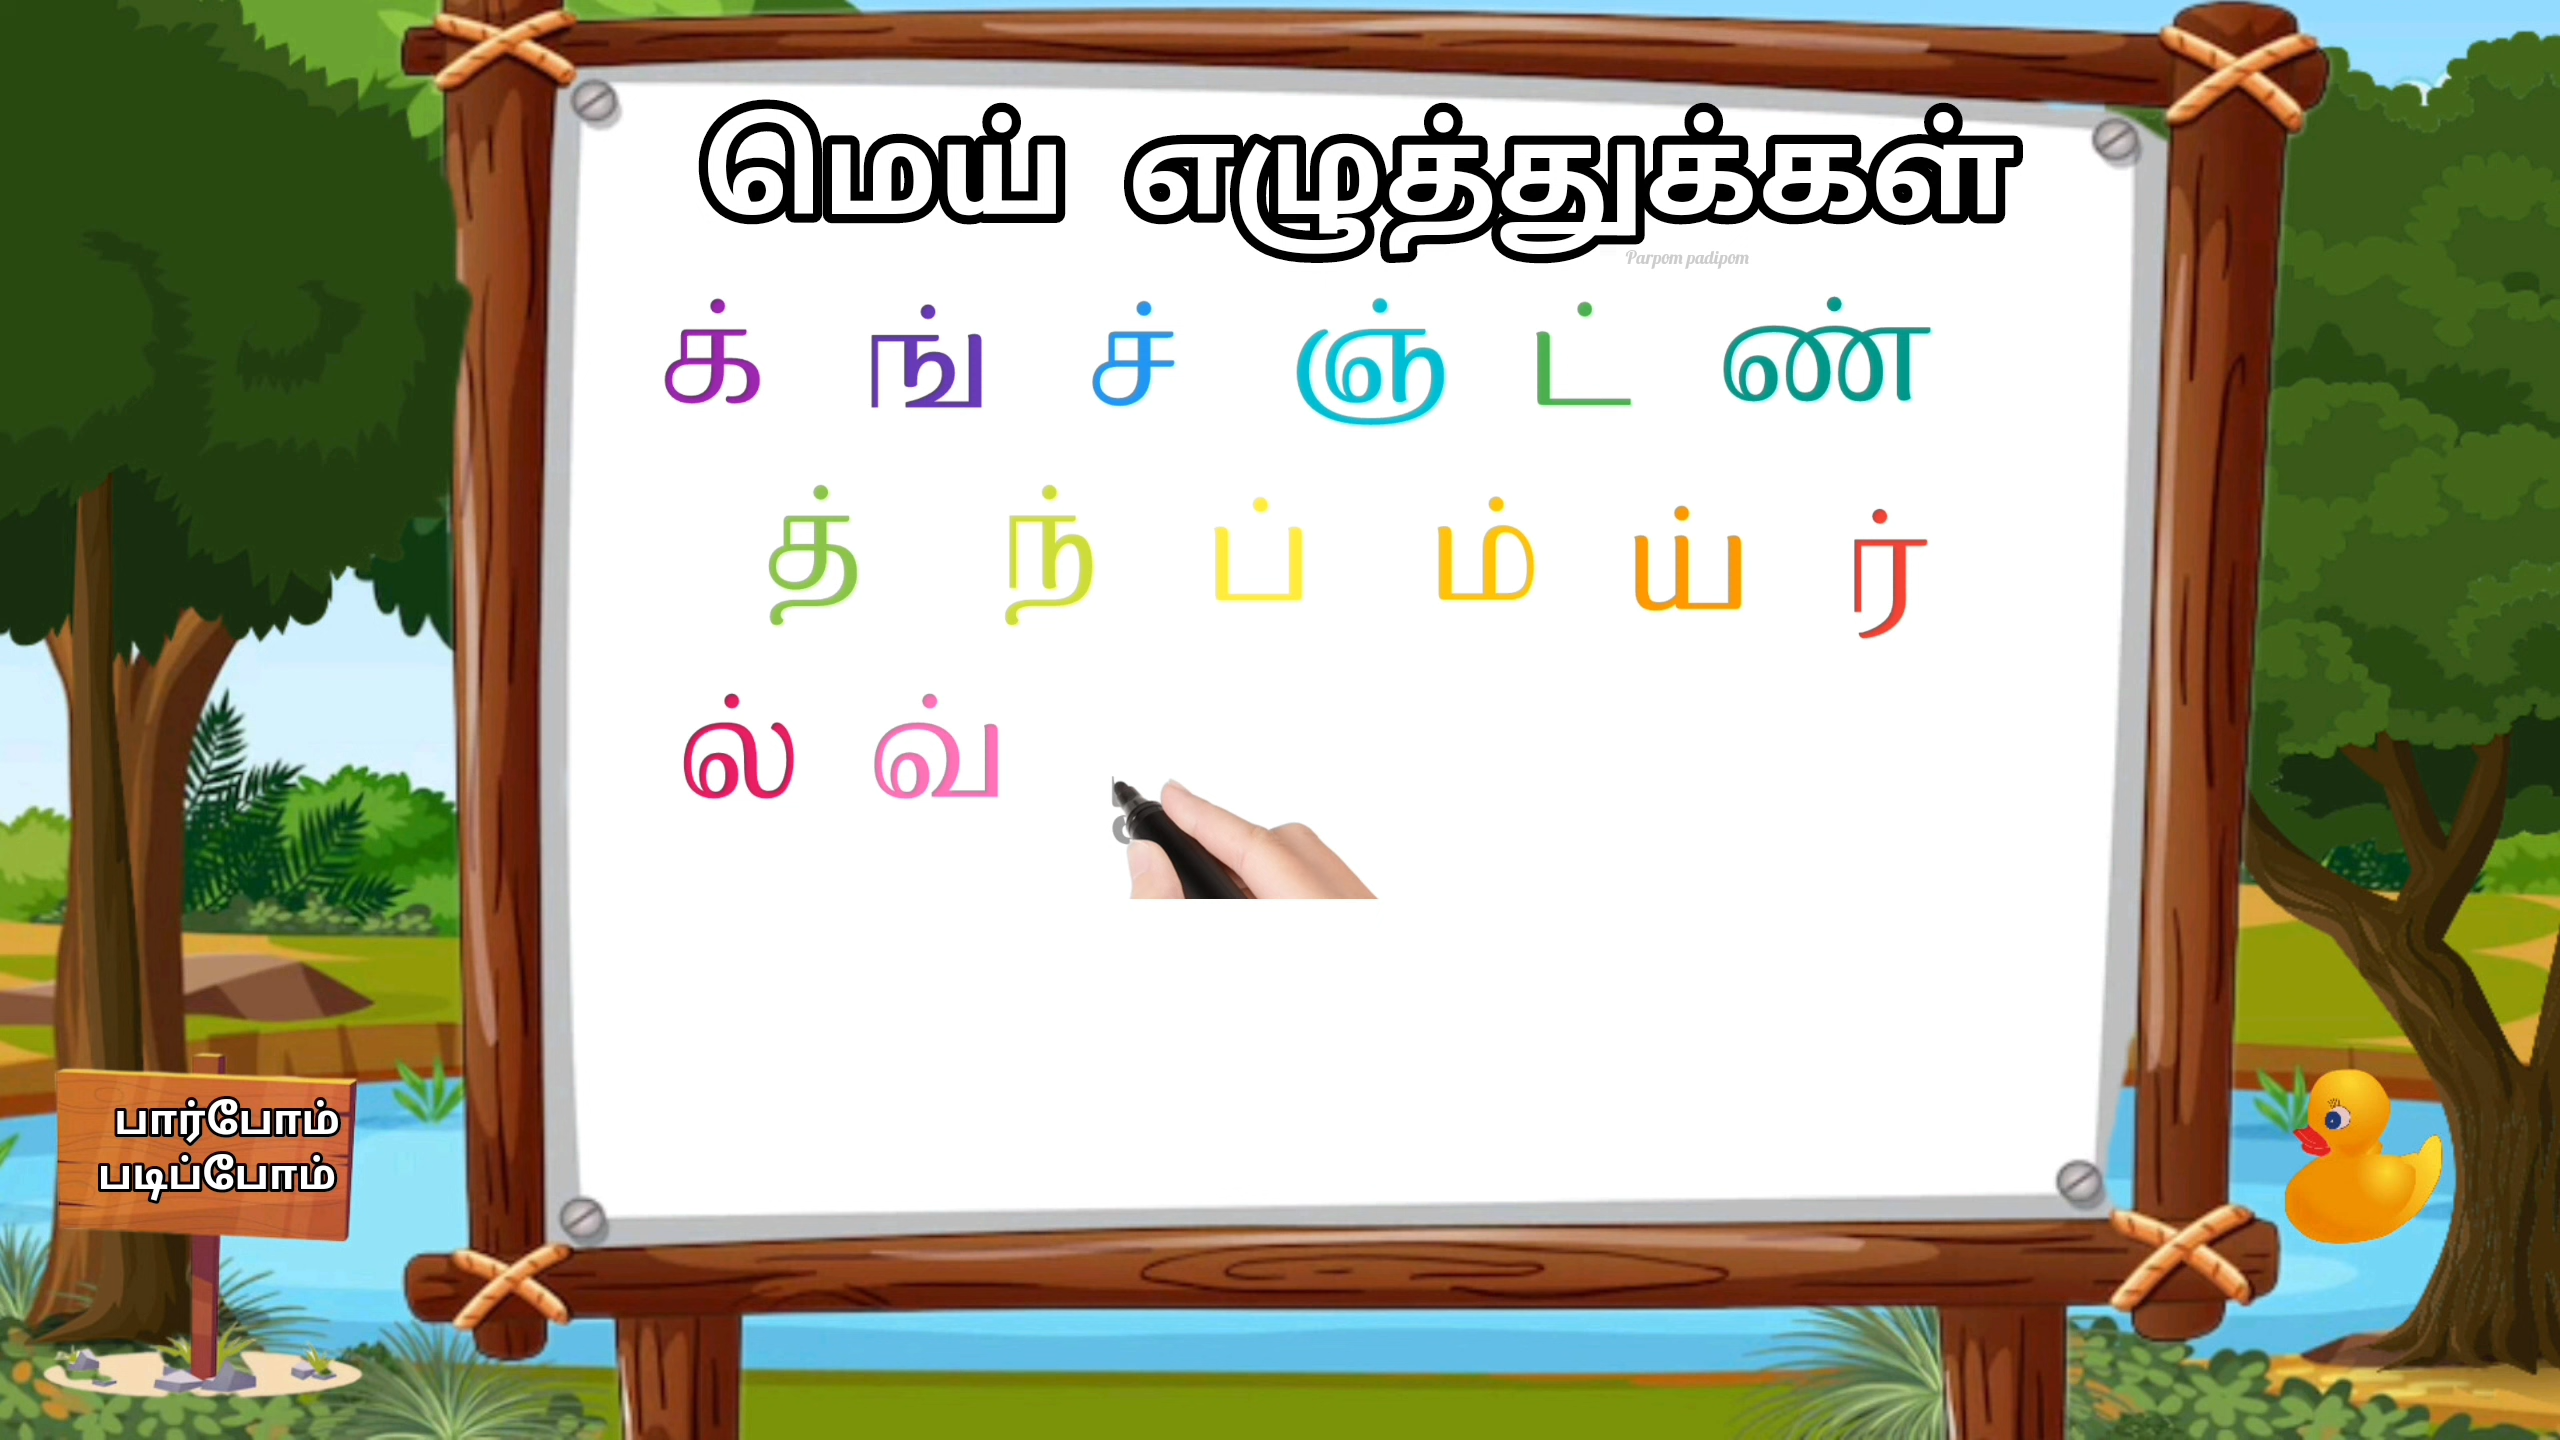 மெய் எழுத்துக்கள்
Parpom padipom
க் ங் ச் ஞ் ட் ண்
த் ந் ப் ம் ய் ர்
ல் வ்
பார்போம்
படிப்போம்